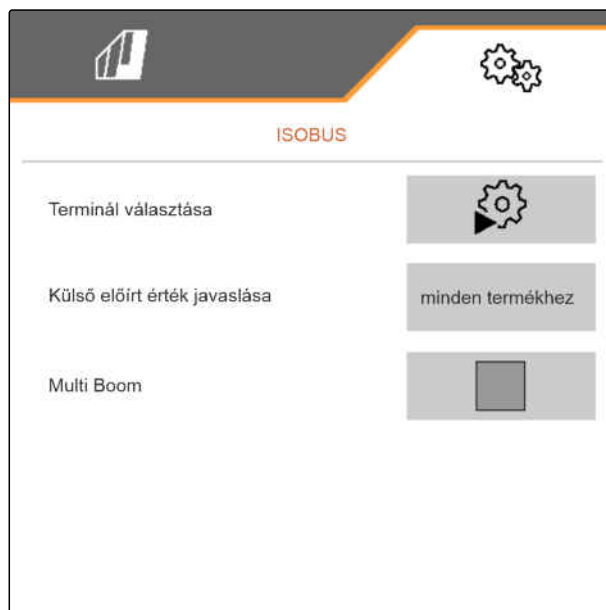 ISOBUS
Terminál választása
Külső előírt érték javaslása
minden termékhez
Multi Boom